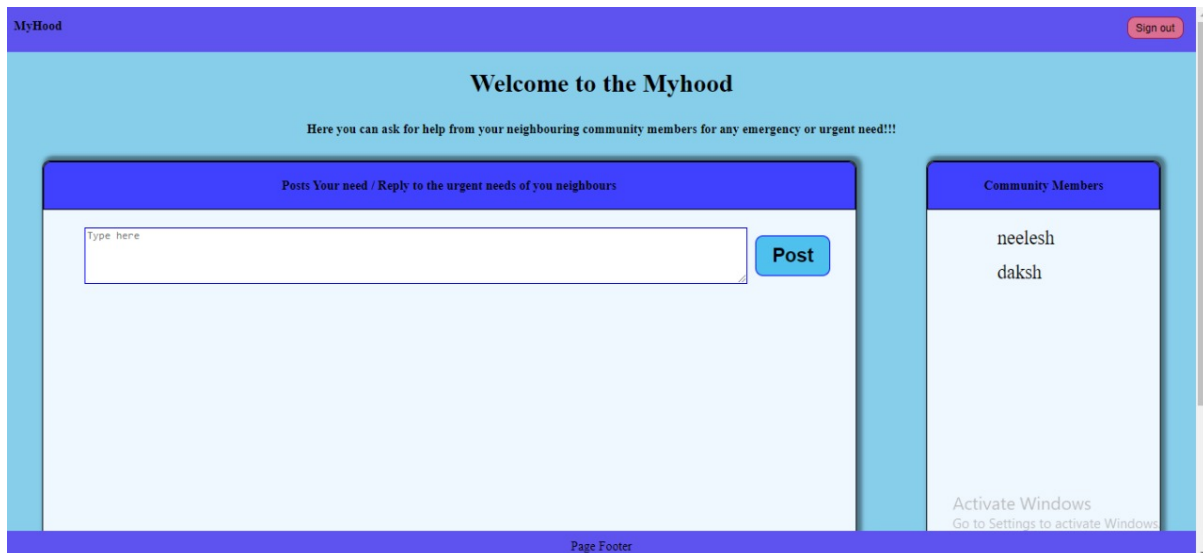 MyHood
Sign out
Welcome to the Myhood
Here you can ask for help from your neighbouring community members for any emergency or urgent need!!!
Posts Your need / Reply to the urgent needs of you neighbours
Type here
Post
Community Members
neelesh
daksh
Activate Windows
Go to Settings to activate Windows.
Page Footer